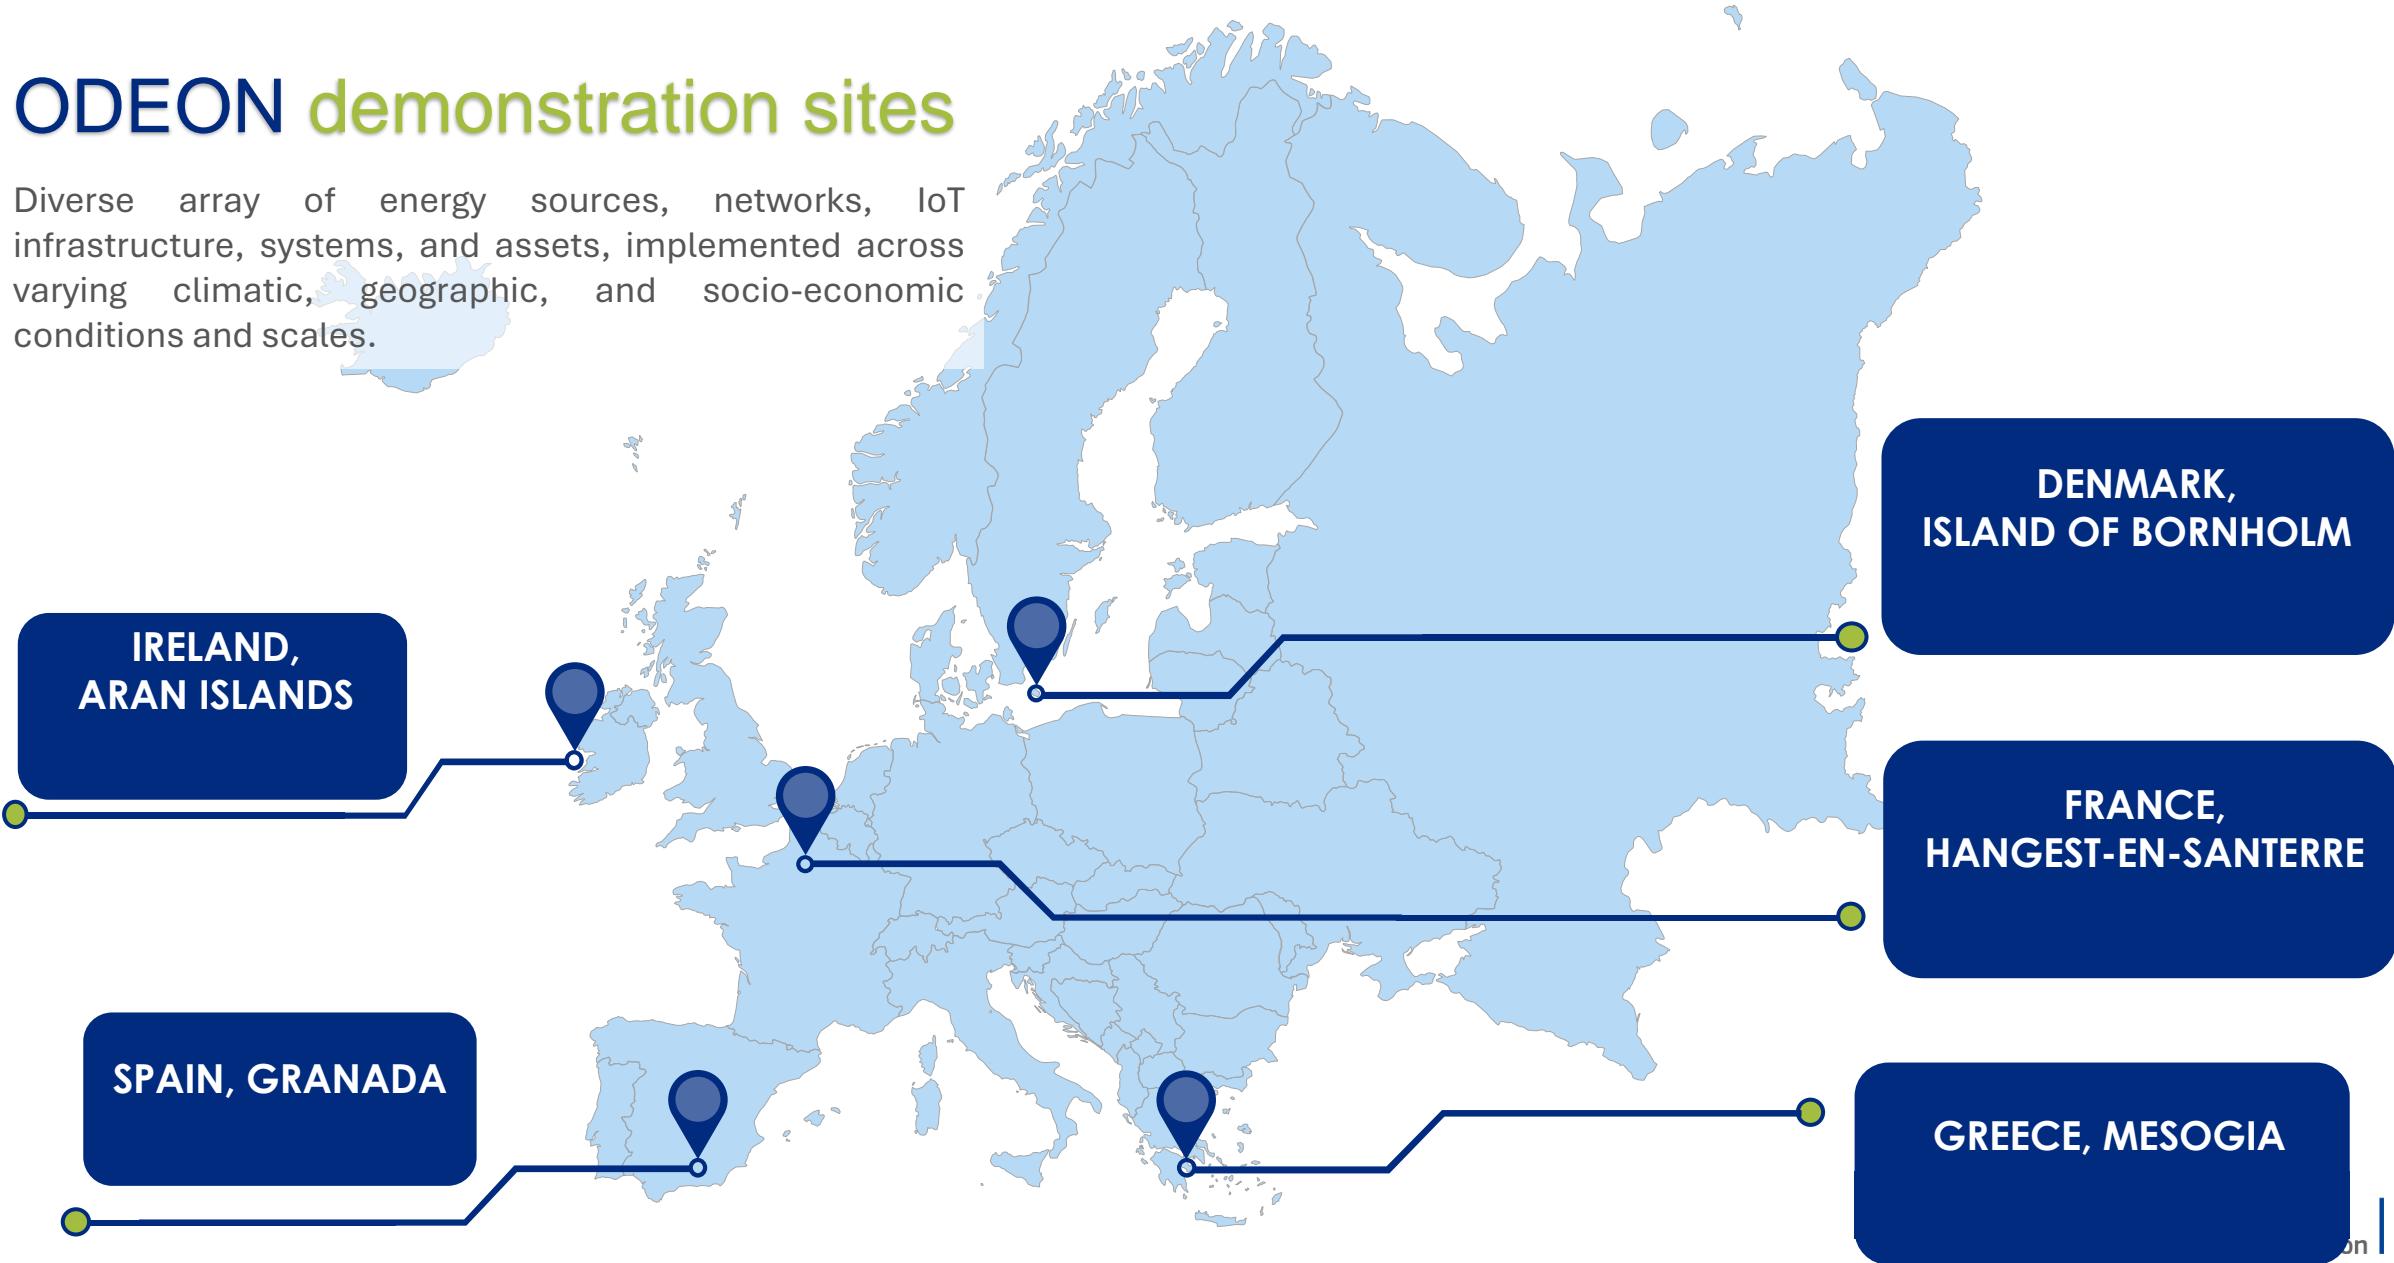 ODEON demonstration sites
Diverse array of energy sources, networks, IoT
infrastructure, systems, and assets, implemented across
varying climatic, geographic, and socio-economic
conditions and scales.
DENMARK,
ISLAND OF BORNHOLM
IRELAND,
ARAN ISLANDS
FRANCE,
HANGEST-EN-SANTERRE
SPAIN, GRANADA
GREECE, MESOGIA